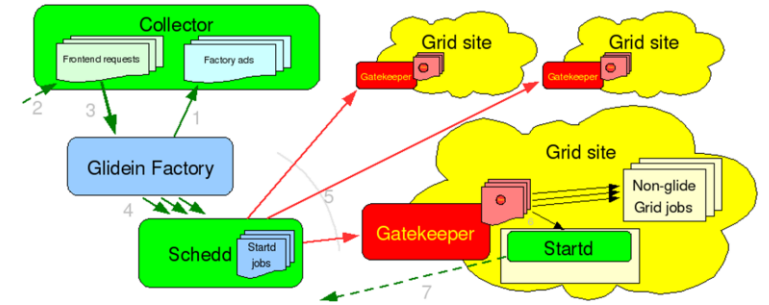 Collector
Frontend requests
Factory ads
2
3
1
Glidein Factory
4
Schedd
Startd
jobs
5
Grid site
Gatekeeper
Grid site
Gatekeeper
Grid site
Non-glide
Grid jobs
Gatekeeper
6
Startd
7